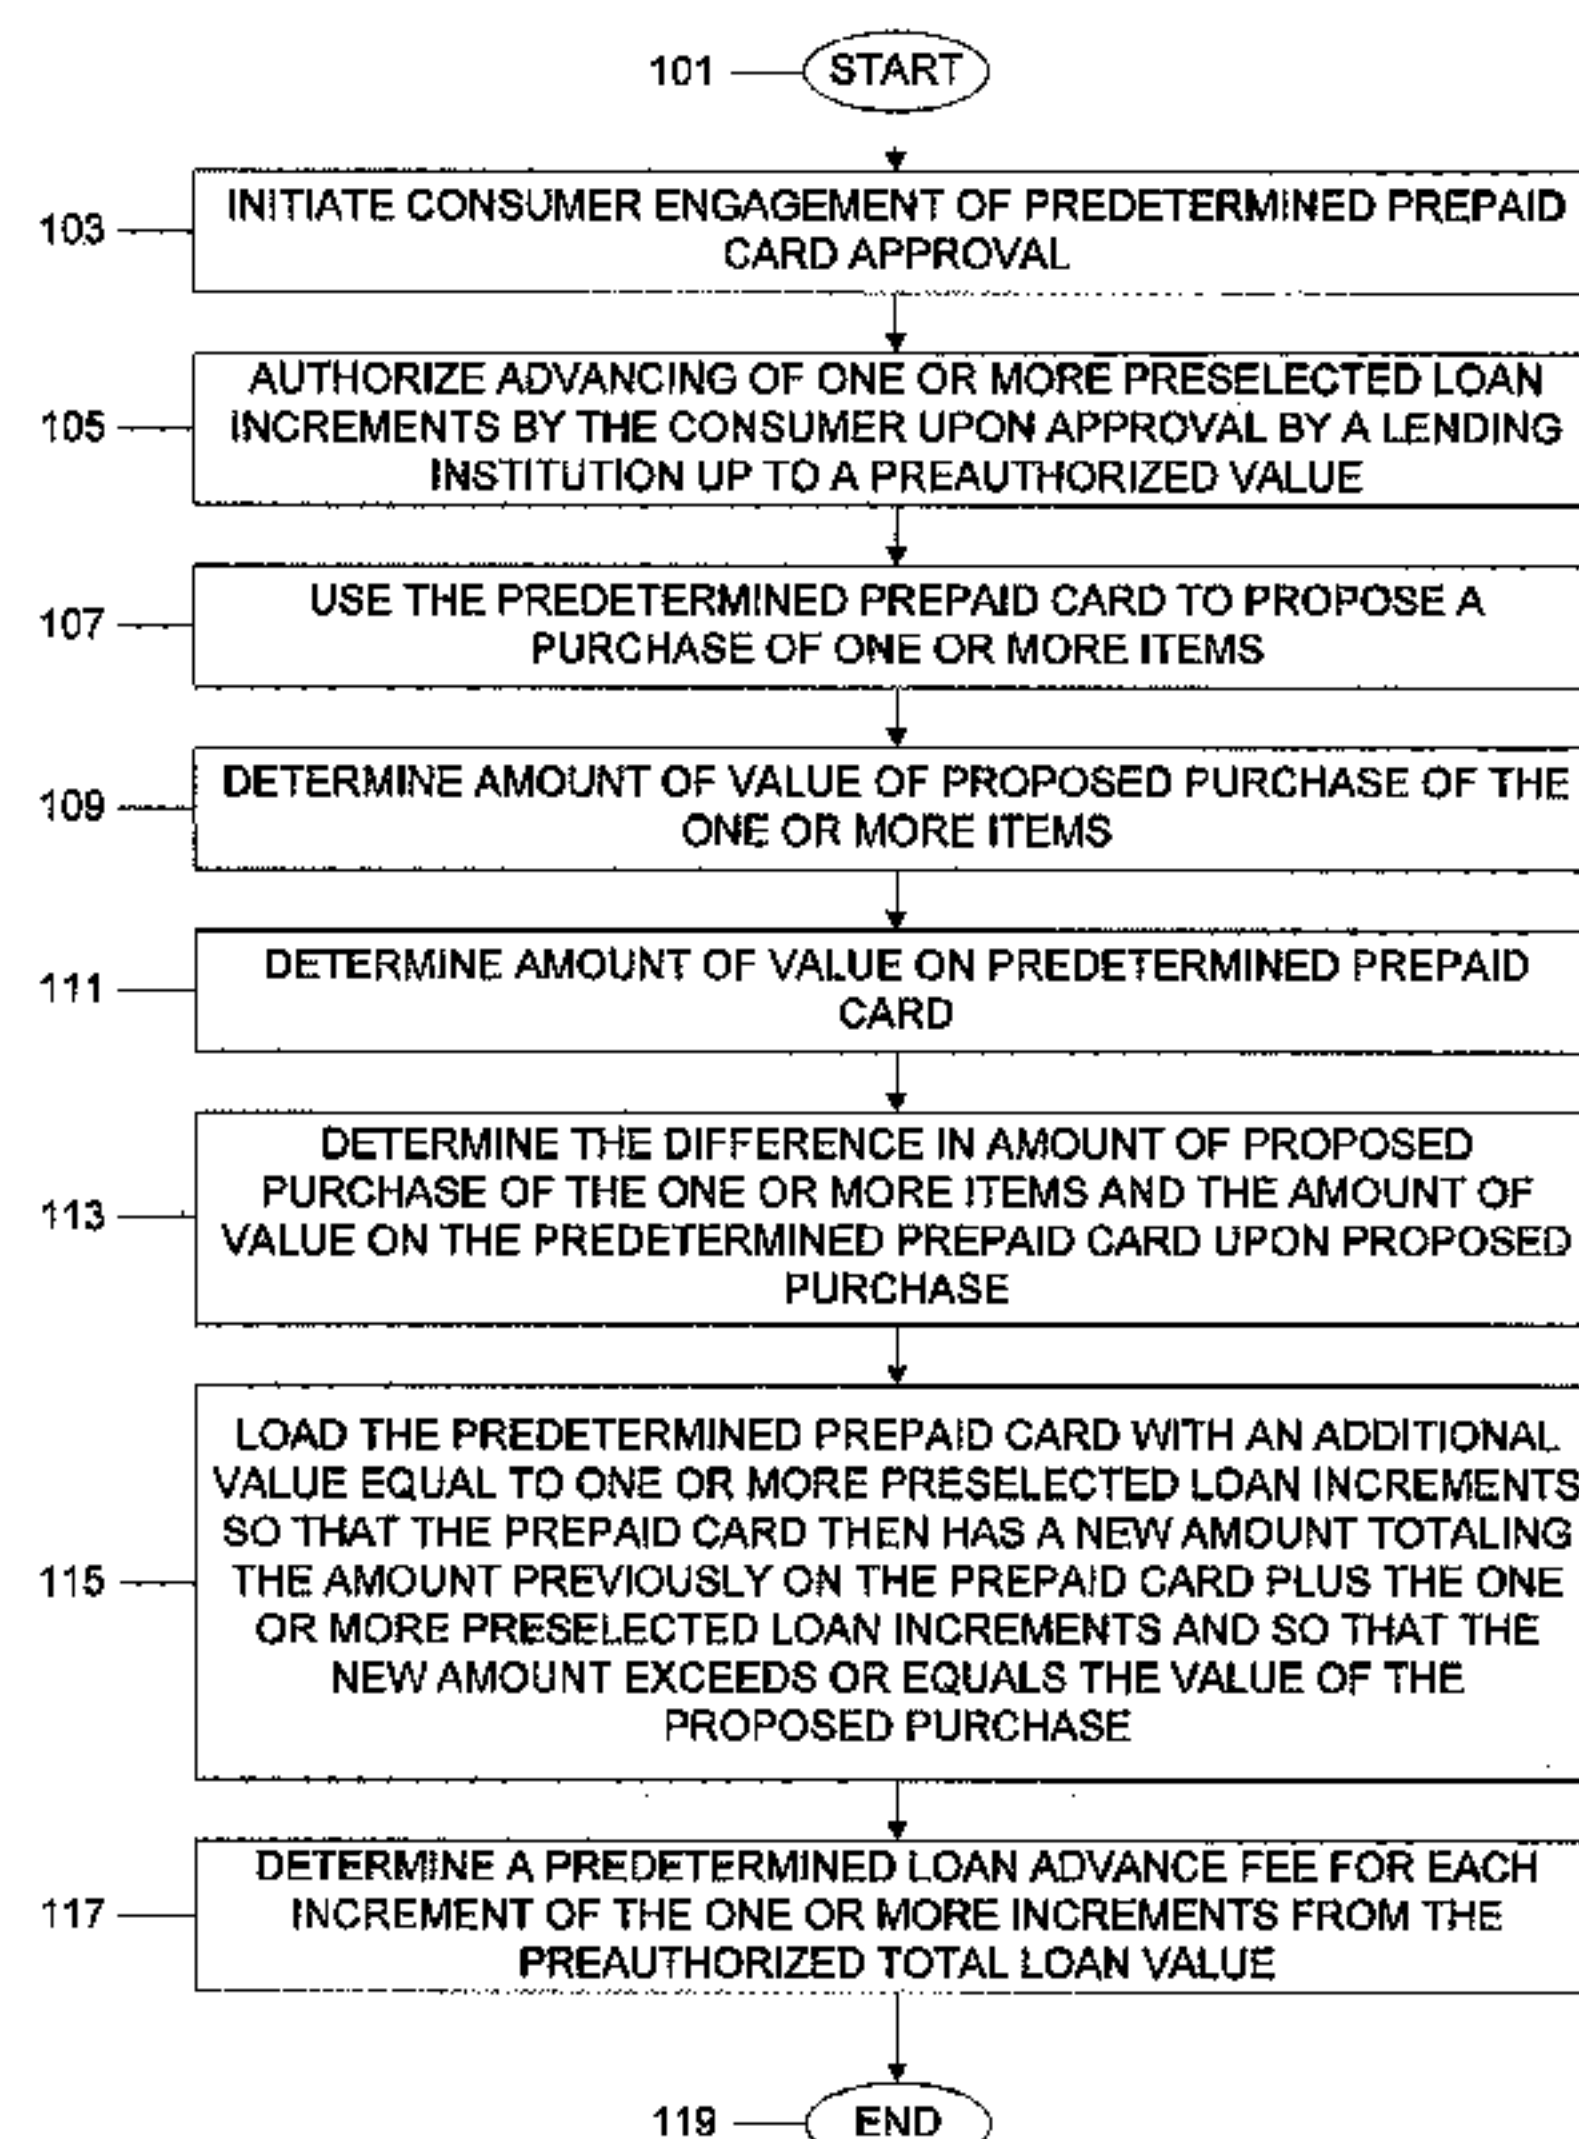 101 START
INITIATE CONSUMER ENGAGEMENT OF PREDETERMINED PREPAID
103
CARD APPROVAL
AUTHORIZE ADVANCING OF ONE OR MORE PRESELECTED LOAN
105 INCREMENTS BY THE CONSUMER UPON APPROVAL BY A LENDING
INSTITUTION UP TO A PREAUTHORIZED VALUE
USE THE PREDETERMINED PREPAID CARD TO PROPOSE A
107
PURCHASE OF ONE OR MORE ITEMS
DETERMINE AMOUNT OF VALUE OF PROPOSED PURCHASE OF THE
109
ONE OR MORE ITEMS
DETERMINE AMOUNT OF VALUE ON PREDETERMINED PREPAID
111
CARD
DETERMINE THE DIFFERENCE IN AMOUNT OF PROPOSED
PURCHASE OF THE ONE OR MORE ITEMS AND THE AMOUNT OF
113
VALUE ON THE PREDETERMINED PREPAID CARD UPON PROPOSED
PURCHASE
LOAD THE PREDETERMINED PREPAID CARD WITH AN ADDITIONAL
VALUE EQUAL TO ONE OR MORE PRESELECTED LOAN INCREMENTS
SO THAT THE PREPAID CARD THEN HAS A NEW AMOUNT TOTALING
115 THE AMOUNT PREVIOUSLY ON THE PREPAID CARD PLUS THE ONE
OR MORE PRESELECTED LOAN INCREMENTS AND SO THAT THE
NEW AMOUNT EXCEEDS OR EQUALS THE VALUE OF THE
PROPOSED PURCHASE
DETERMINE A PREDETERMINED LOAN ADVANCE FEE FOR EACH
117 INCREMENT OF THE ONE OR MORE INCREMENTS FROM THE
PREAUTHORIZED TOTAL LOAN VALUE
119 END